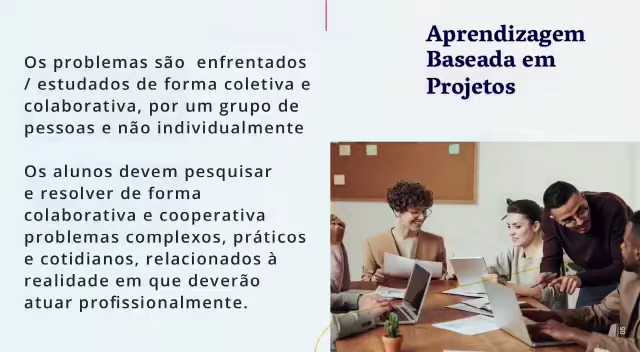 Aprendizagem
Baseada em
Projetos
Os problemas são enfrentados
/ estudados de forma coletiva e
colaborativa, por um grupo de
pessoas e não individualmente
Os alunos devem pesquisar
e resolver de forma
colaborativa e cooperativa
problemas complexos, práticos
e cotidianos, relacionados à
realidade em que deverão
atuar profissionalmente.
05